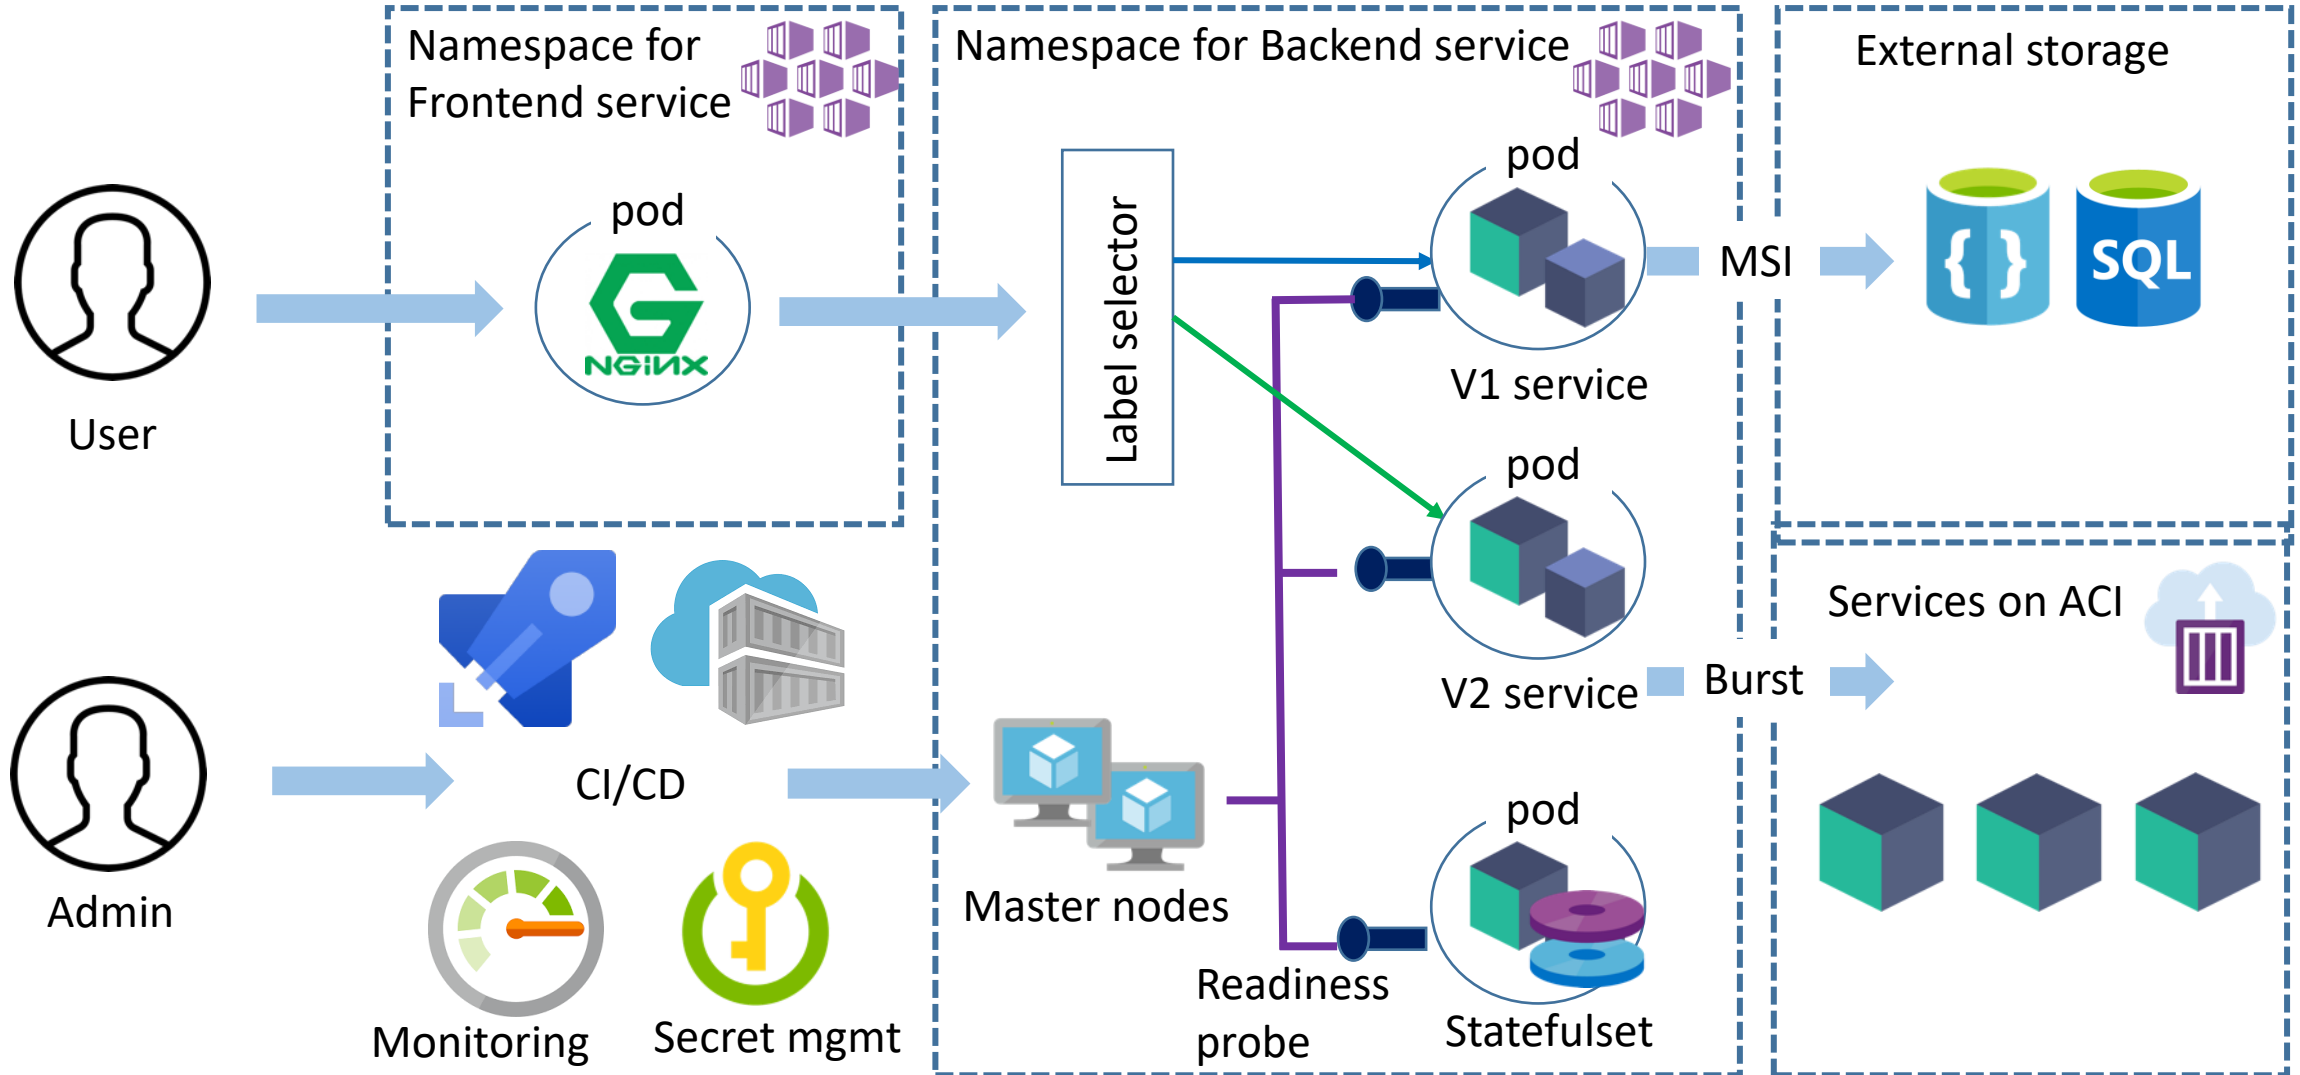 Namespace for
Frontend service
pod
NGiNX
User
Namespace for Backend service
Label selector
pod
V1 service
pod
V2 service
MSI
External storage
{ }
SQL
Services on ACI
Burst
CI/CD
Admin
Monitoring
Secret mgmt
Master nodes
Readiness
probe
pod
Statefulset